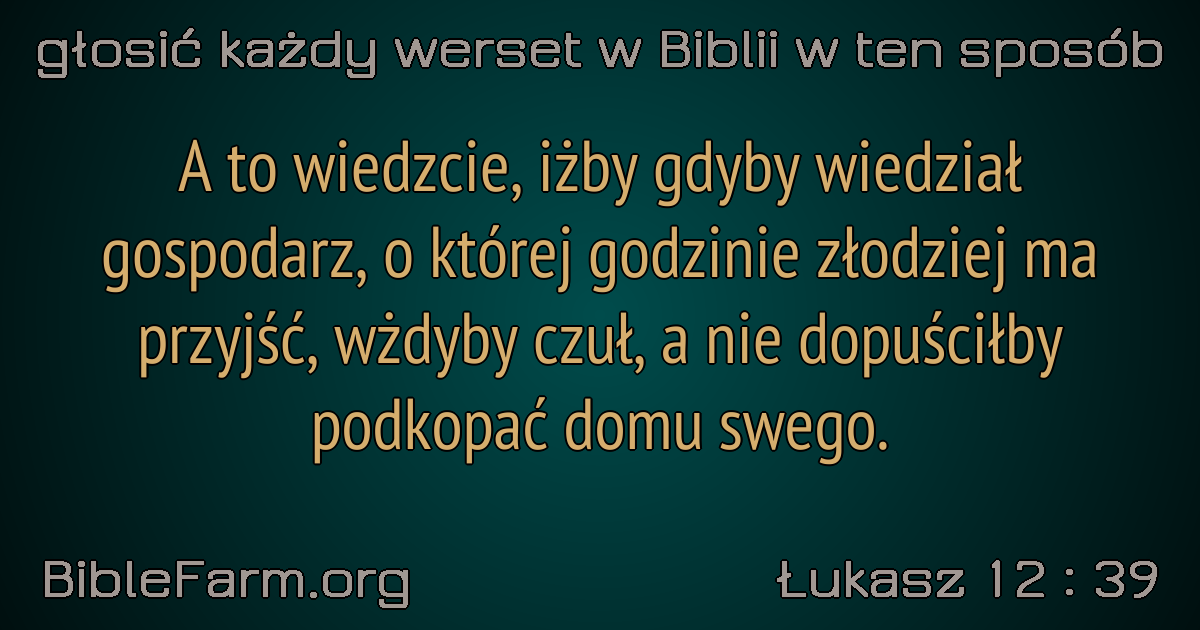 głosić każdy werset w Biblii w ten sposób
A to wiedzcie, iżby gdyby wiedział
gospodarz, o której godzinie złodziej ma
przyjść, wżdyby czuł, a nie dopuściłby
podkopać domu swego.
BibleFarm.org
Łukasz 12 : 39